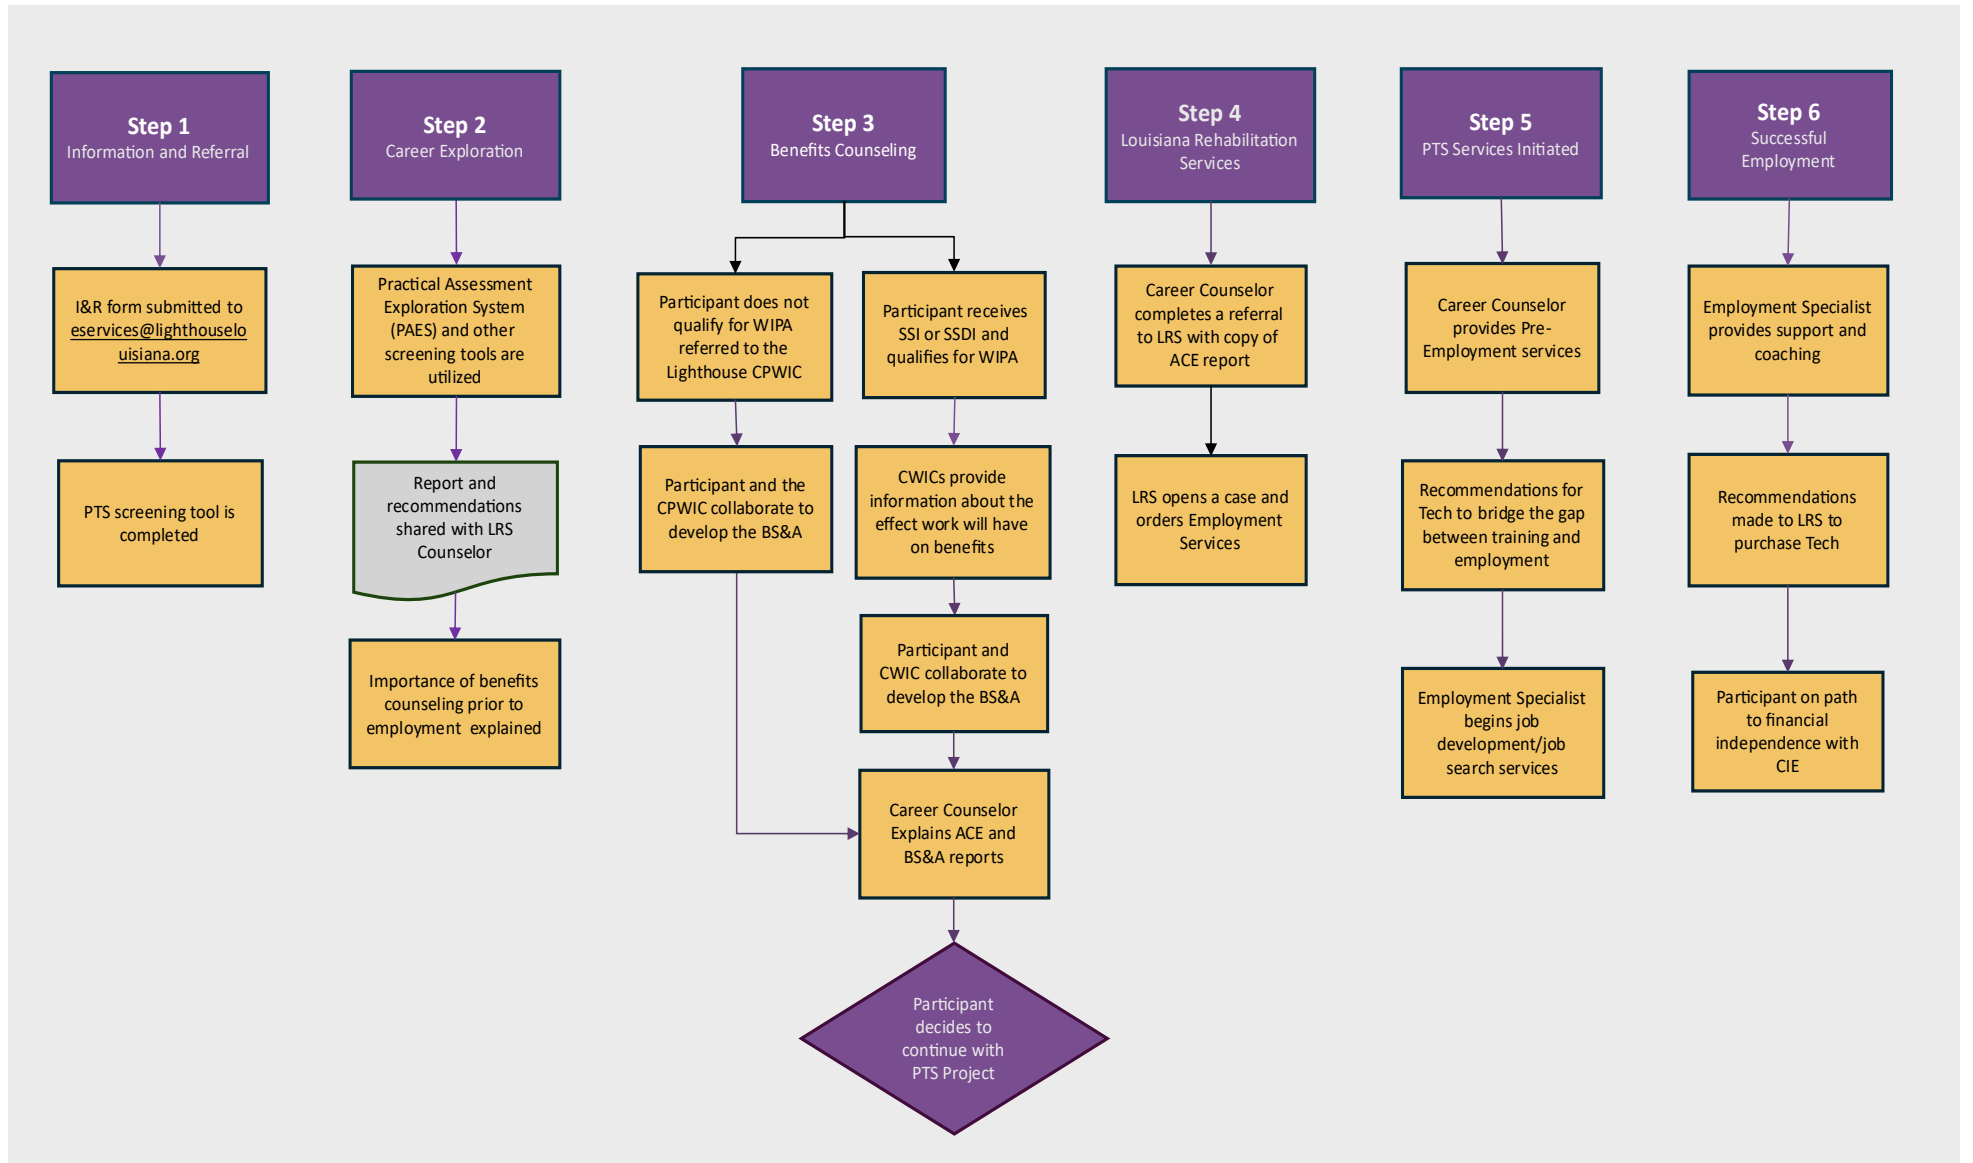 Step 1
Information and Referral
I&R form submitted to
eservices@lighthouselo
uisiana.org
PTS screening tool is
completed
Step 2
Career Exploration
Practical Assessment
Exploration System
(PAES) and other
screening tools are
utilized
Report and
recommendations
shared with LRS
Counselor
Importance of benefits
counseling prior to
employment explained
Step 3
Benefits Counseling
Participant does not
qualify for WIPA
referred to the
Lighthouse CPWIC
Participant and the
CPWIC collaborate to
develop the BS&A
Participant receives
SSI or SSDI and
qualifies for WIPA
CWICs provide
information about the
effect work will have
on benefits
Participant and
CWIC collaborate to
develop the BS&A
Career Counselor
Explains ACE and
BS&A reports
Participant
decides to
continue with
PTS Project
Step 4
Louisiana Rehabilitation
Services
Career Counselor
completes a referral
to LRS with copy of
ACE report
LRS opens a case and
orders Employment
Services
Step 5
PTS Services Initiated
Career Counselor
provides Pre-
Employment services
Recommendations for
Tech to bridge the gap
between training and
employment
Employment Specialist
begins job
development/job
search services
Step 6
Successful
Employment
Employment Specialist
provides support and
coaching
Recommendations
made to LRS to
purchase Tech
Participant on path
to financial
independence with
CIE